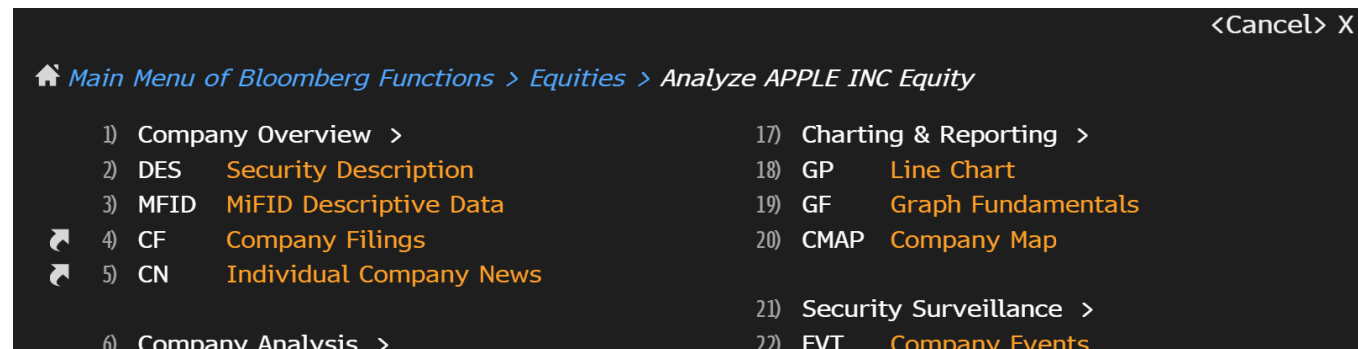 <Cancel> X
Main Menu of Bloomberg Functions > Equities > Analyze APPLE INC Equity
1) Company Overview >
2) DES Security Description
3) MFID MiFID Descriptive Data
4) CF Company Filings
5) CN Individual Company News
6) Company Analysis >
17) Charting & Reporting >
18) GP Line Chart
19) GF Graph Fundamentals
20) CMAP Company Map
21) Security Surveillance >
22) EVT Company Events